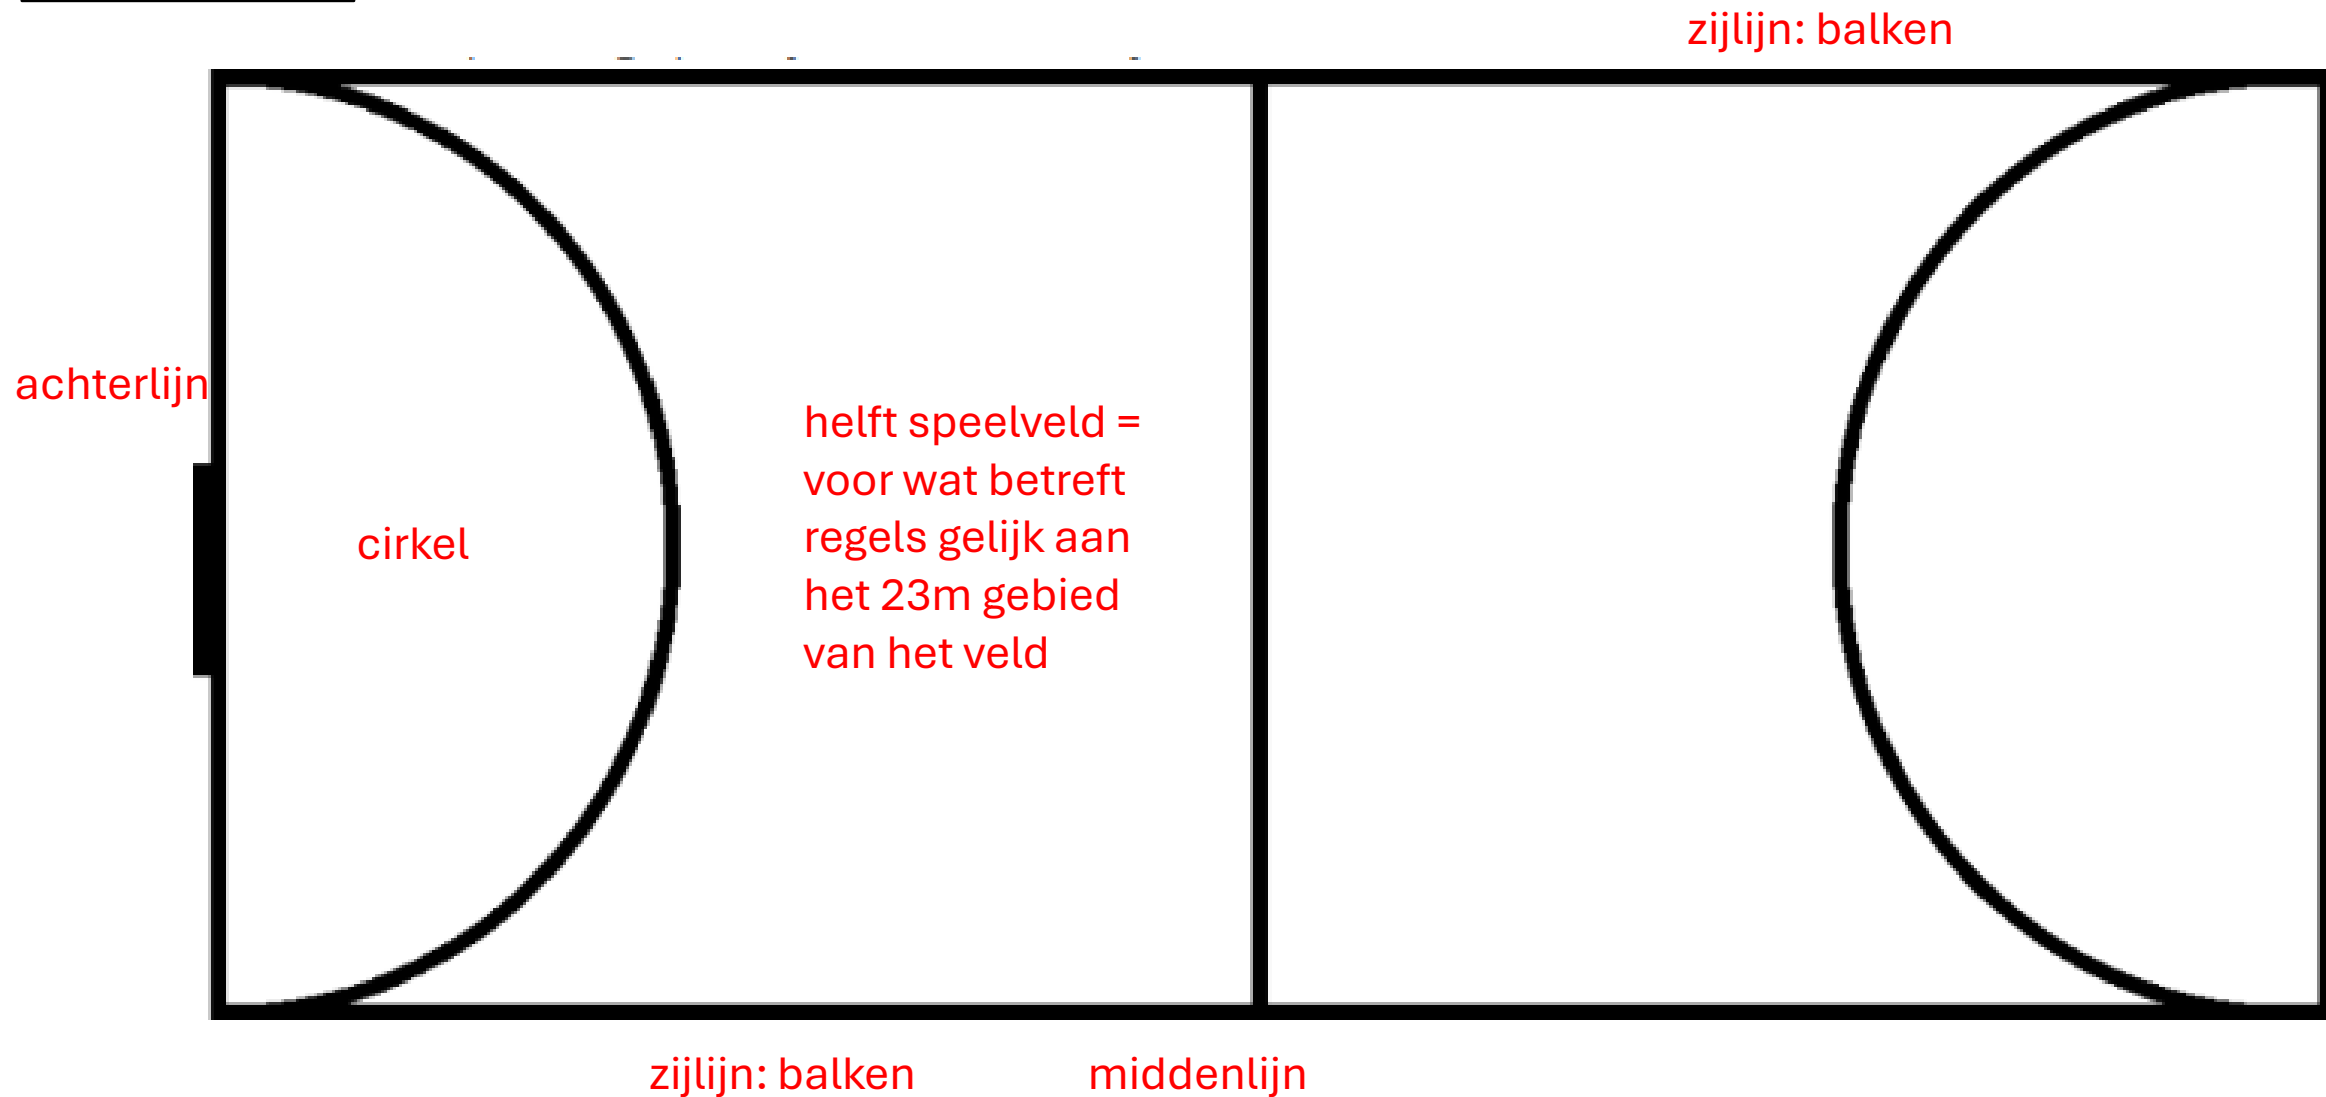 zijlijn: balken
achterlijn
helft speelveld =
voor wat betreft
regels gelijk aan
het 23m gebied
van het veld
cirkel
zijlijn: balken
middenlijn